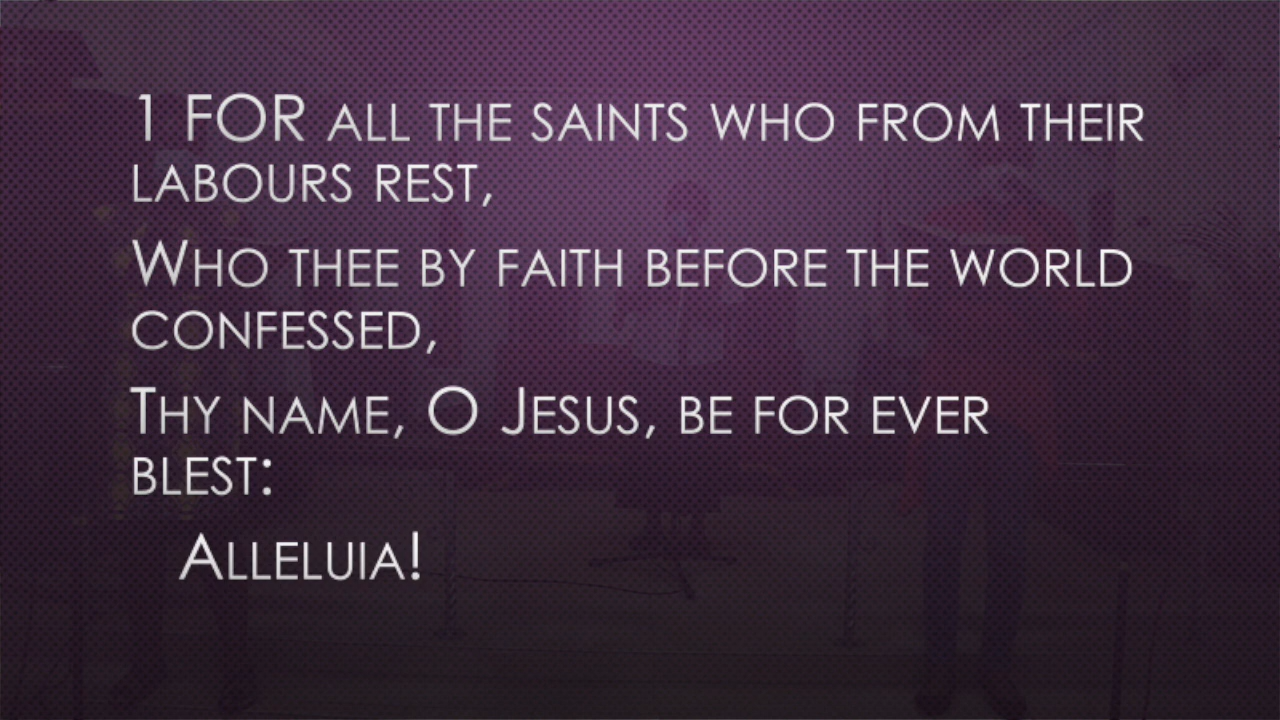 1 FOR all the saints who from their
labours rest,
Who thee by faith before the world
confessed,
Thy name, O Jesus, be for ever
blest:
Alleluia!